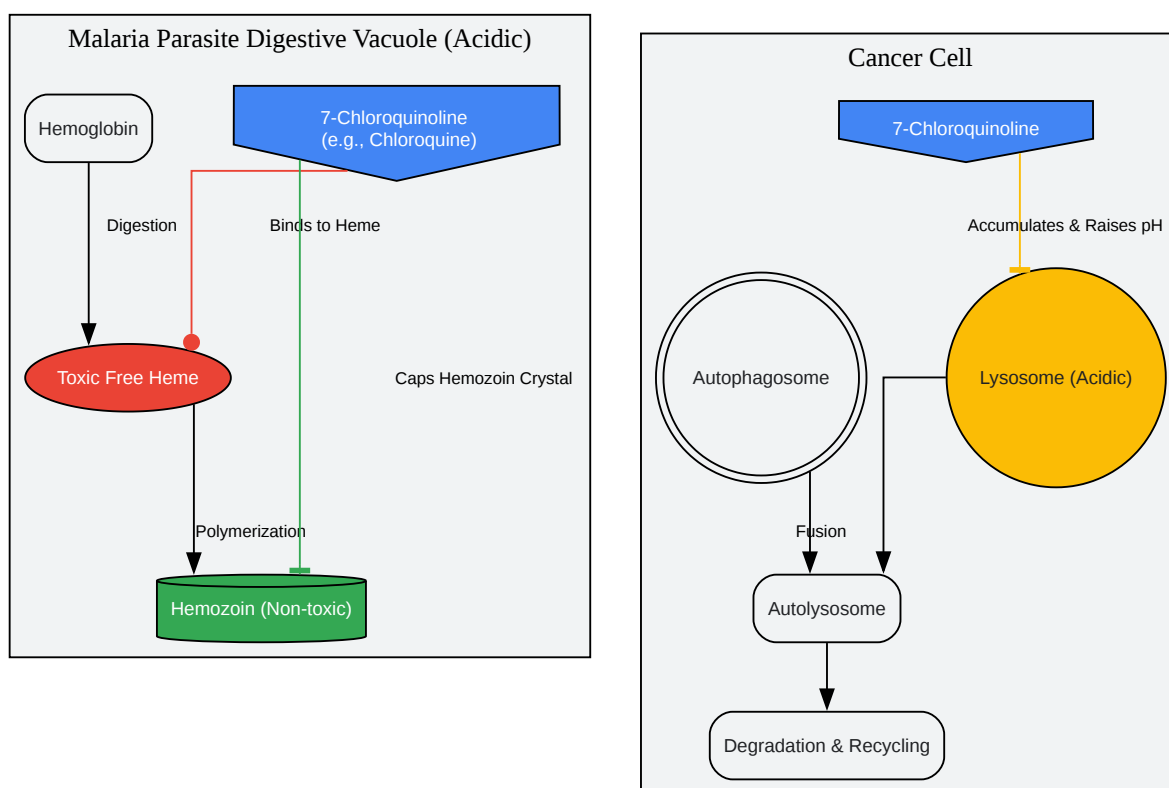 Malaria Parasite Digestive Vacuole (Acidic)
Hemoglobin
7-Chloroquinoline
(e.g., Chloroquine)
Digestion
Binds to Heme
Toxic Free Heme
Caps Hemozoin Crystal
Polymerization
Hemozoin (Non-toxic)
Cancer Cell
7-Chloroquinoline
Accumulates & Raises pH
Autophagosome
Lysosome (Acidic)
Fusion
Autolysosome
Degradation & Recycling